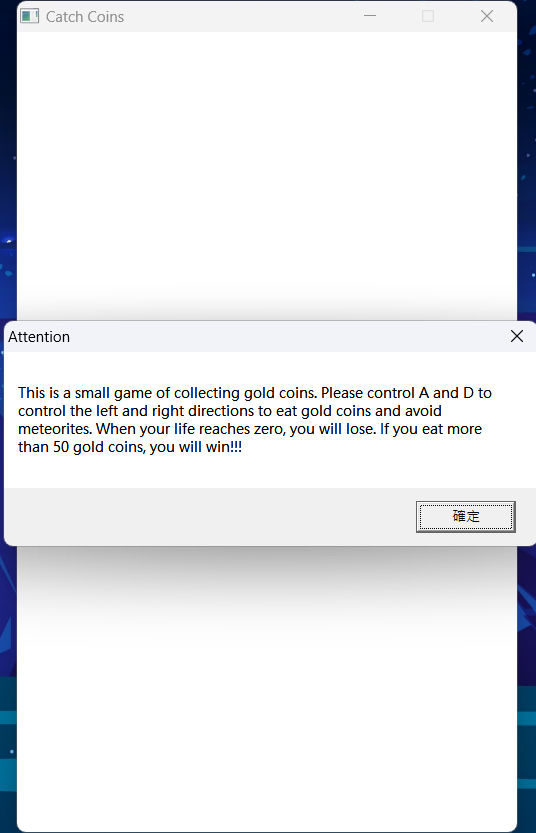 Catch Coins
Attention
This is a small game of collecting gold coins. Please control A and D to
control the left and right directions to eat gold coins and avoid
meteorites. When your life reaches zero, you will lose. If you eat more
than 50 gold coins, you will win!!!
確定